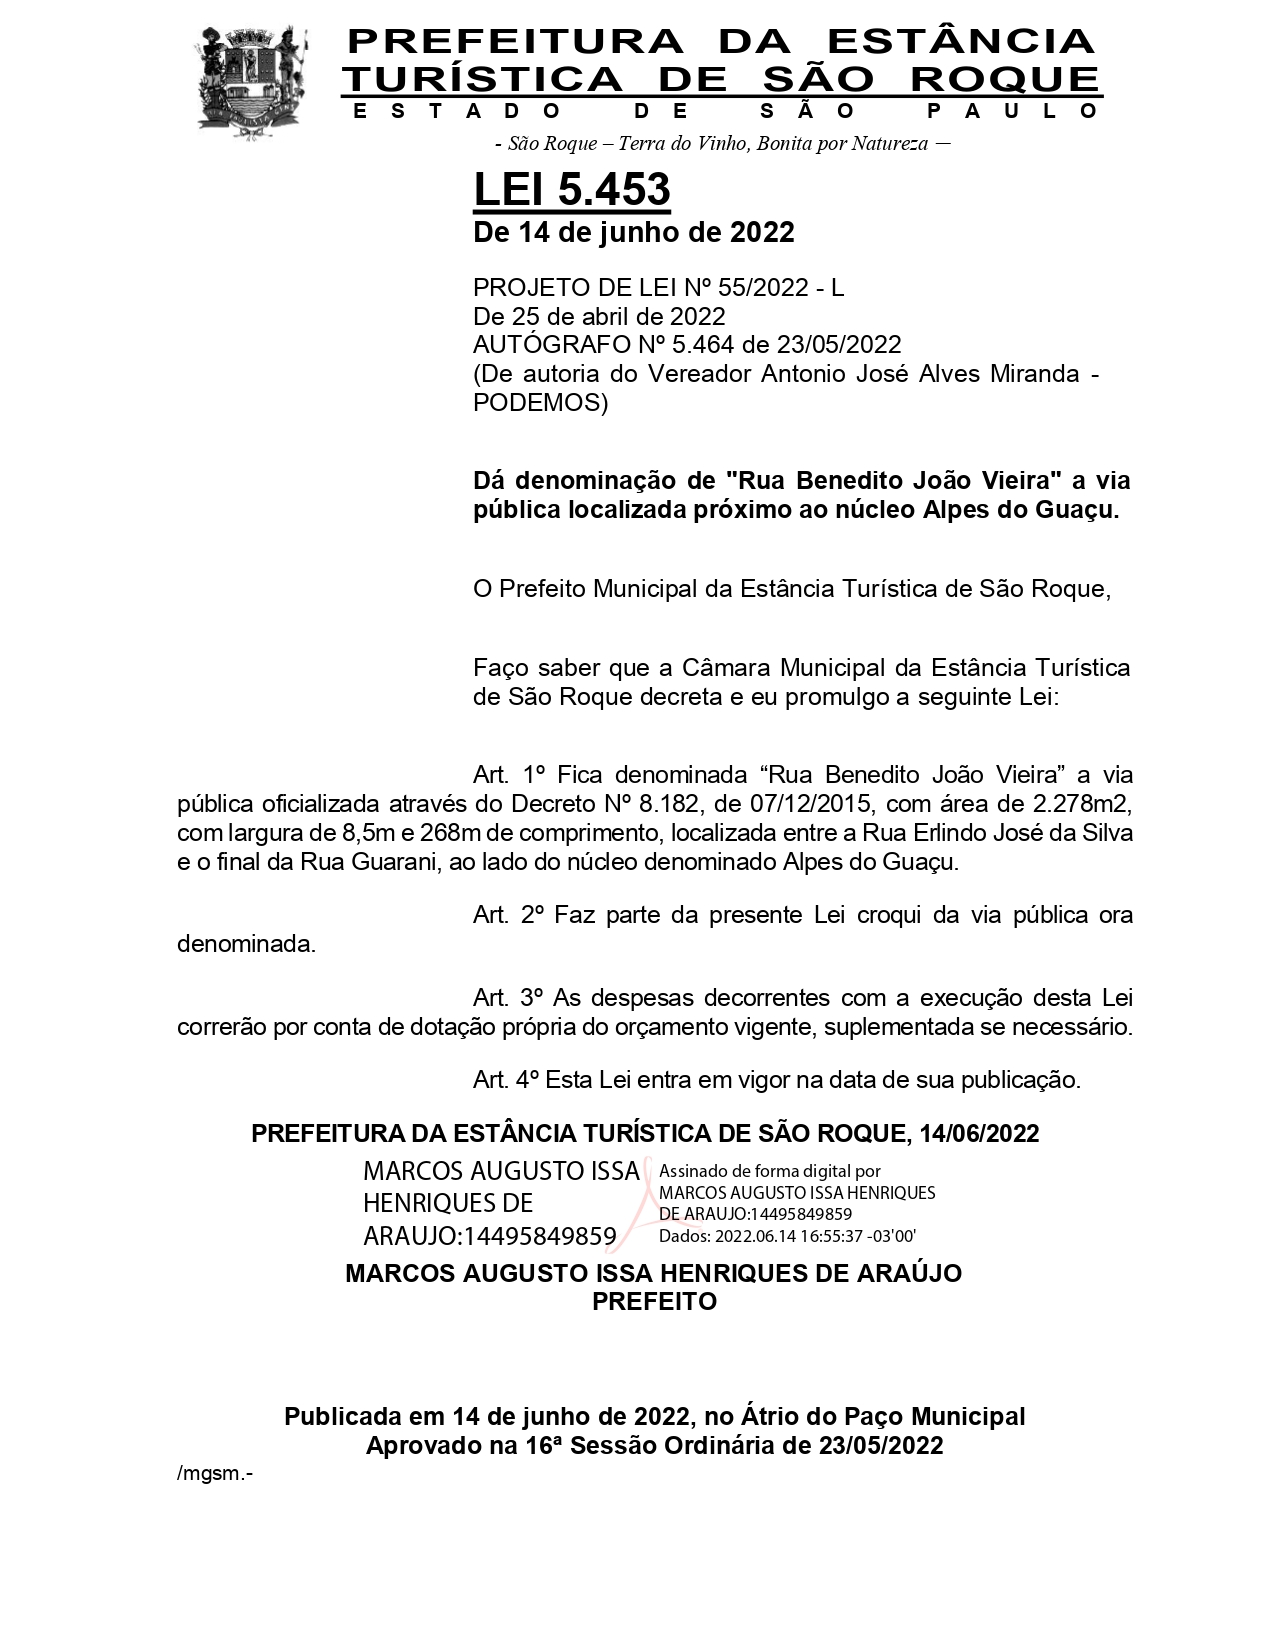 PREFEITURA DA ESTÂNCIA
TURÍSTICA DE SÃO ROQUE
ESTADO DE SÃO PAULO
- São Roque – Terra do Vinho, Bonita por Natureza —
LEI 5.453
De 14 de junho de 2022
PROJETO DE LEI Nº 55/2022 - L
De 25 de abril de 2022
AUTÓGRAFO Nº 5.464 de 23/05/2022
(De autoria do Vereador Antonio José Alves Miranda -
PODEMOS)
Dá denominação de "Rua Benedito João Vieira" a via
pública localizada próximo ao núcleo Alpes do Guaçu.
O Prefeito Municipal da Estância Turística de São Roque,
Faço saber que a Câmara Municipal da Estância Turística
de São Roque decreta e eu promulgo a seguinte Lei:
Art. 1º Fica denominada “Rua Benedito João Vieira” a via
pública oficializada através do Decreto Nº 8.182, de 07/12/2015, com área de 2.278m2,
com largura de 8,5m e 268m de comprimento, localizada entre a Rua Erlindo José da Silva
e o final da Rua Guarani, ao lado do núcleo denominado Alpes do Guaçu.
Art. 2º Faz parte da presente Lei croqui da via pública ora
denominada.
Art. 3º As despesas decorrentes com a execução desta Lei
correrão por conta de dotação própria do orçamento vigente, suplementada se necessário.
Art. 4º Esta Lei entra em vigor na data de sua publicação.
PREFEITURA DA ESTÂNCIA TURÍSTICA DE SÃO ROQUE, 14/06/2022
MARCOS AUGUSTO ISSA
HENRIQUES DE
ARAUJO:14495849859
Assinado de forma digital por
MARCOS AUGUSTO ISSA HENRIQUES
DE ARAUJO:14495849859
Dados: 2022.06.14 16:55:37 -03'00'
MARCOS AUGUSTO ISSA HENRIQUES DE ARAÚJO
PREFEITO
Publicada em 14 de junho de 2022, no Átrio do Paço Municipal
Aprovado na 16ª Sessão Ordinária de 23/05/2022
/mgsm.-